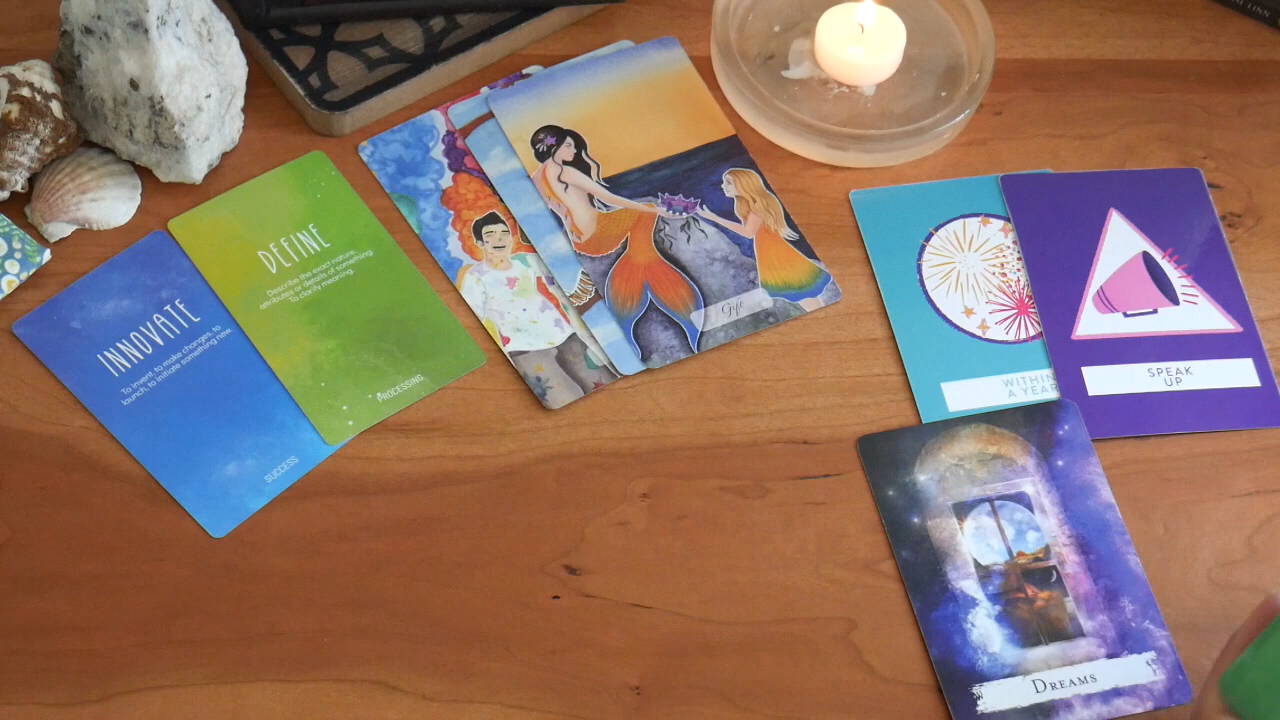 INNOVATE
To invent, to make changes, to
launch, to initiate something new.
SUCCESS
DEFINE
Describe the exact nature,
attributes or details of something.
To clarify meaning.
PROCESSING
Gift
WITHIN
A YEAR
SPEAK
UP
DREAMS
LINN